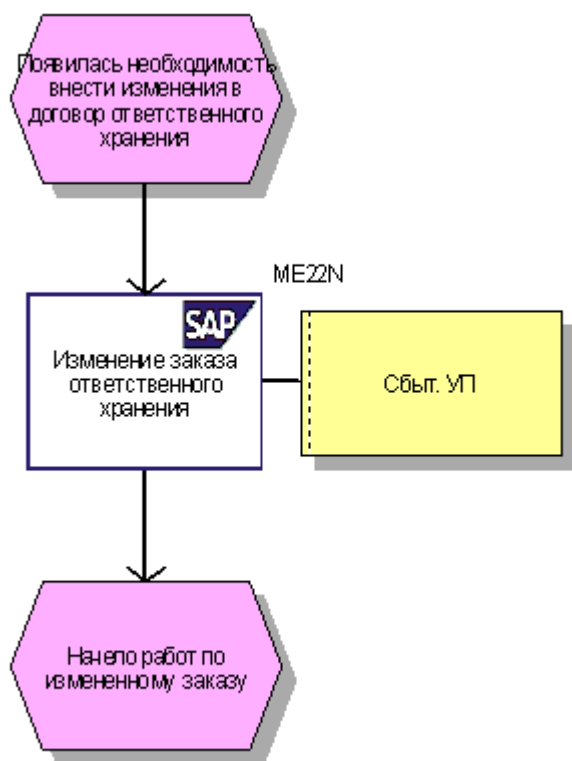 Появилась необходимость
внести изменения в
договор ответственного
хранения
ME22N
SAP
Изменение заказа
ответственного
хранения
Сбыт. УП
Начело работ по
измененному заказу